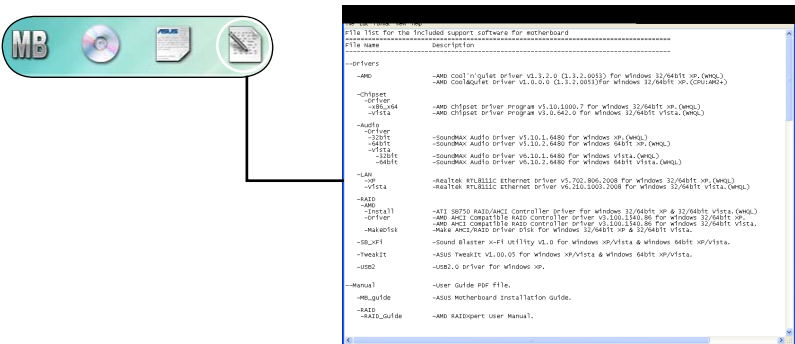 MB
ASUS
File Edit Format View Help
File list for the included support software for motherboard
================================================================================
File Name Description
--------------------------------------------------------------------------------
--Drivers
-AMD -AMD Cool'n'quiet Driver V1.3.2.0 (1.3.2.0053) for Windows 32/64bit XP.(WHQL)
-AMD Cool&Quiet Driver V1.0.0.0 (1.3.2.0053)for Windows 32/64bit XP.(CPU:AM2+)
-Chipset
-Driver
-x86_x64 -AMD Chipset Driver Program V5.10.1000.7 for Windows 32/64bit XP.(WHQL)
-Vista -AMD Chipset Driver Program V3.0.642.0 for Windows 32/64bit Vista.(WHQL)
-Audio
-Driver
-32bit -SoundMAX Audio Driver V5.10.1.6480 for Windows XP.(WHQL)
-64bit -SoundMAX Audio Driver V5.10.2.6480 for Windows 64bit XP.(WHQL)
-Vista
-32bit -SoundMAX Audio Driver V6.10.1.6480 for Windows Vista.(WHQL)
-64bit -SoundMAX Audio Driver V6.10.2.6480 for Windows 64bit Vista.(WHQL)
-LAN
-XP -Realtek RTL8111C Ethernet Driver V5.702.806.2008 for Windows 32/64bit XP.(WHQL)
-Vista -Realtek RTL8111C Ethernet Driver V6.210.1003.2008 for Windows 32/64bit Vista.(WHQL)
-RAID
-AMD
-Install -ATI SB750 RAID/AHCI Controller Driver for Windows 32/64bit XP & 32/64bit Vista.(WHQL)
-Driver -AMD AHCI Compatible RAID Controller Driver V3.100.1540.86 for Windows 32/64bit XP.
-AMD AHCI Compatible RAID Controller Driver V3.100.1540.86 for Windows 32/64bit Vista.
-MakeDisk -Make AHCI/RAID Driver Disk for Windows 32/64bit XP & 32/64bit Vista.
-SB_XFi -Sound Blaster X-Fi Utility V1.0 for Windows XP/Vista & Windows 64bit XP/Vista.
-TweakIt -ASUS TweakIt V1.00.05 for Windows XP/Vista & Windows 64bit XP/Vista.
-USB2 -USB2.0 Driver for Windows XP.
--Manual -User Guide PDF file.
-MB_guide -ASUS Motherboard Installation Guide.
-RAID
-RAID_Guide -AMD RAIDXpert User Manual.